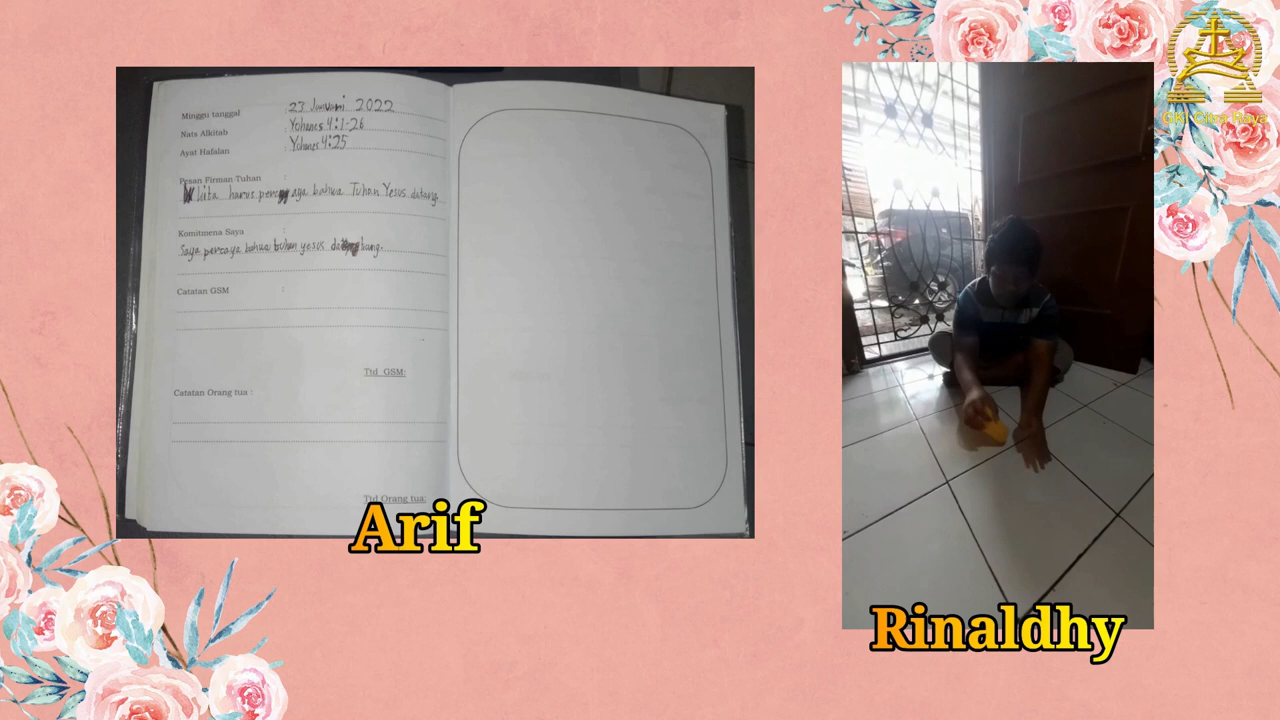 GKI Cibu Raya
Minggu tanggal : 23 Januari 2022
Nats Alkitab : Yohanes 4:1-26
Ayat Hafalan : Yohanes 4:25
Pesan Firman Tuhan :
kita harus percaya bahwa Tuhan Yesus datang.
Komitmena Saya :
Saya percaya bahwa tuhan yesus
Catatan GSM :
Ttd GSM:
Catatan Orang tua :
Ttd Orang tua:
Arif
Rinaldhy